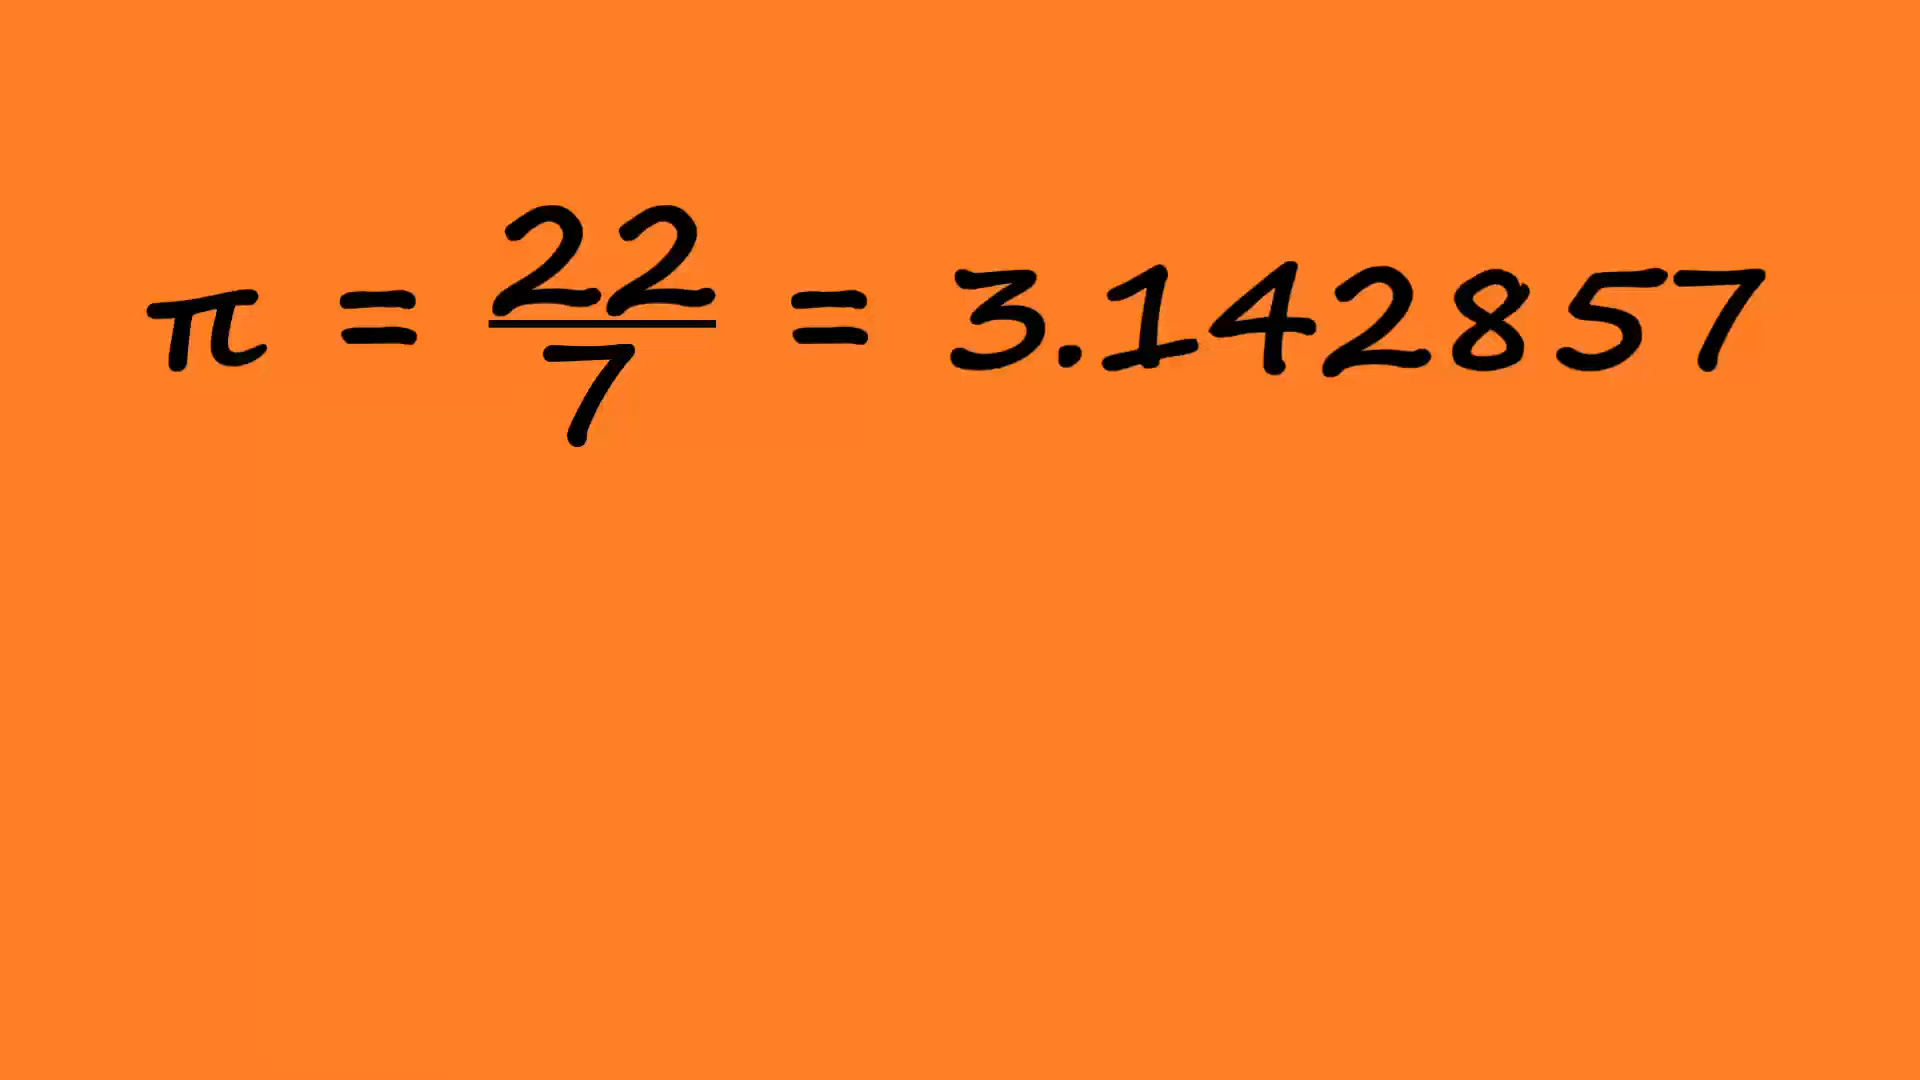 π = 22/7 = 3.142857